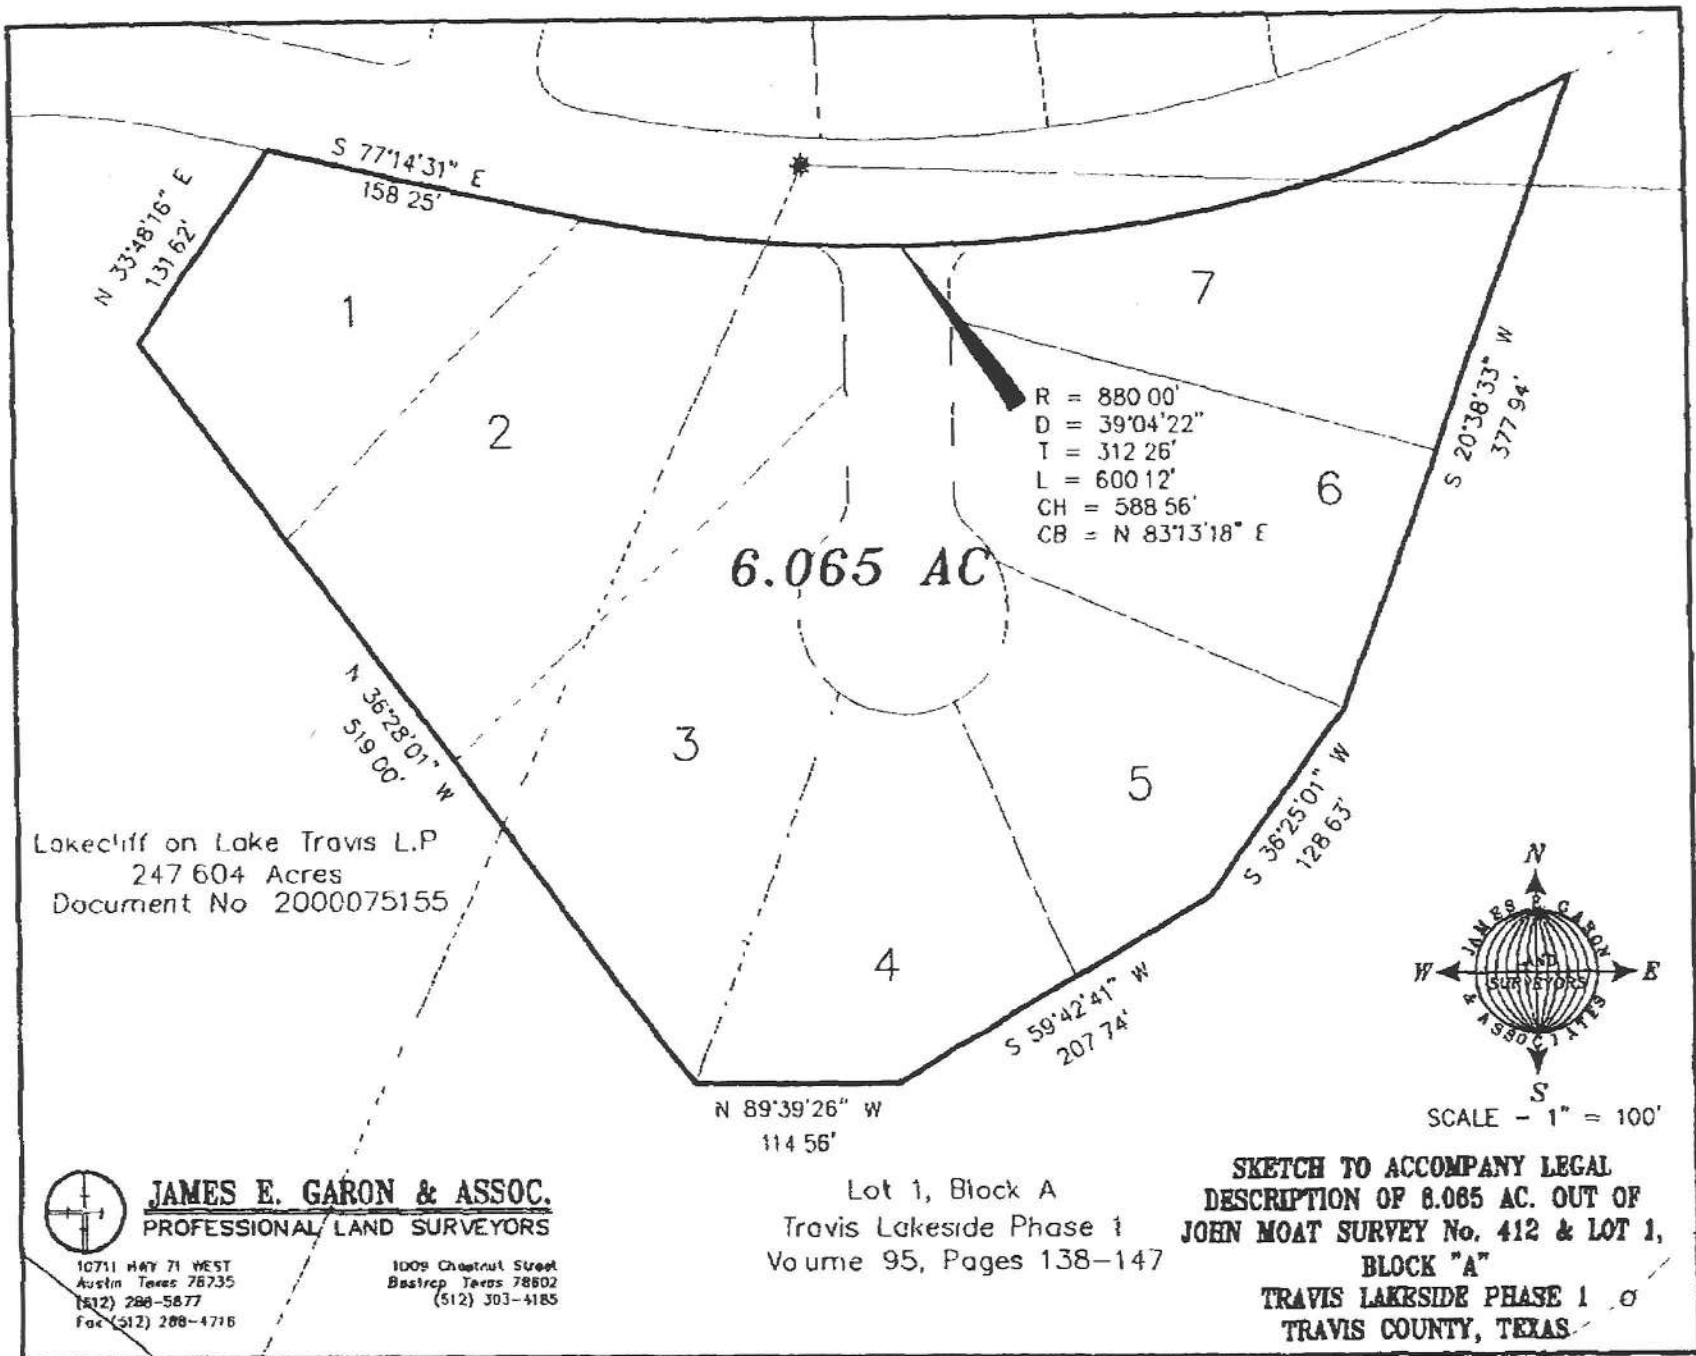 S 77°14'31" E
158 25'
N 33°48'16" E
131 62'
1
2
3
4
5
6
7
R = 880 00'
D = 39°04'22"
T = 312 26'
L = 600 12'
CH = 588 56'
CB = N 83°13'18" E
S 20°38'33" W
377 94'
6.065 AC
N 36°28'01" W
519 00'
S 36°25'01" W
128 63'
S 59°42'41" W
207 74'
N 89°39'26" W
114 56'
Lakecliff on Lake Travis L.P
247 604 Acres
Document No 2000075155
N
W
E
S
JAMES E. GARON
AND
SURVEYORS
& ASSOCIATES
SCALE - 1" = 100'
JAMES E. GARON & ASSOC.
PROFESSIONAL LAND SURVEYORS
10711 HWY 71 WEST
Austin Texas 78735
(512) 288-5877
Fax (512) 288-4716
1009 Chestnut Street
Bastrop Texas 78602
(512) 303-4185
Lot 1, Block A
Travis Lakeside Phase 1
Vo ume 95, Pages 138-147
SKETCH TO ACCOMPANY LEGAL
DESCRIPTION OF 6.065 AC. OUT OF
JOHN MOAT SURVEY No. 412 & LOT 1,
BLOCK "A"
TRAVIS LAKESIDE PHASE 1
TRAVIS COUNTY, TEXAS